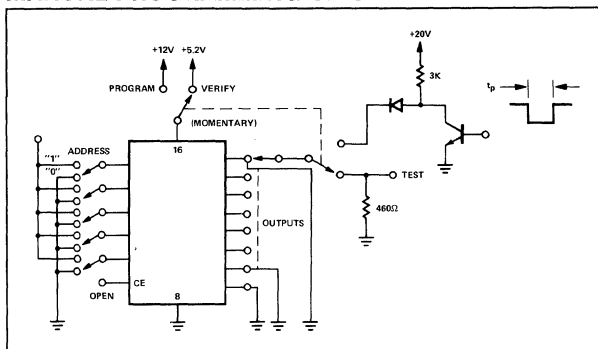 +20V
+12V +5.2V
3K
PROGRAM VERIFY
tp
(MOMENTARY)
16
"1" ADDRESS
"0"
TEST
OUTPUTS
460Ω
CE
OPEN
8